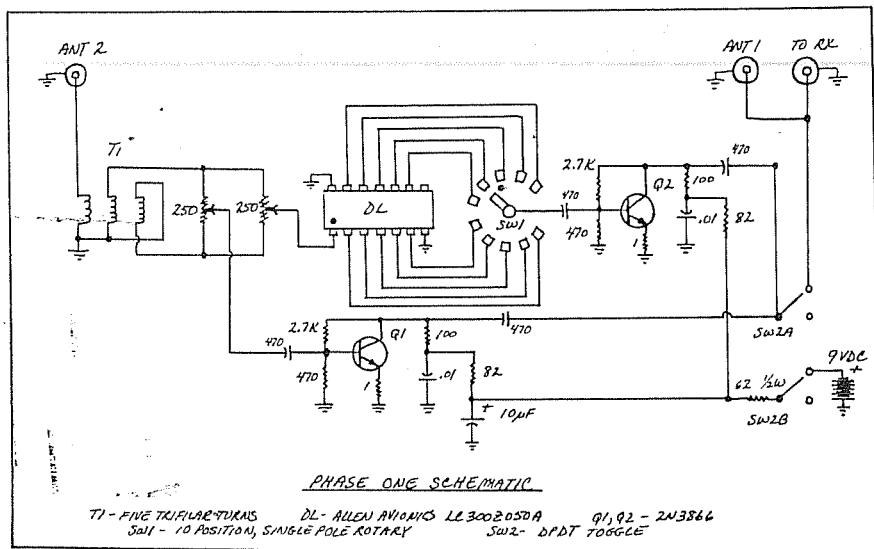 ANT 2
ANT 1
TO RX
T1
250
250
DL
SW1
2.7K
470
470
Q2
1
100
.01
82
470
470
2.7K
470
Q1
1
100
.01
82
10µF
+
470
SW2A
62 ½W
SW2B
9VDC
+
PHASE ONE SCHEMATIC
T1 - FIVE TRIFILAR TURNS DL - ALLEN AVIONICS LC300Z050A Q1, Q2 - 2N3866
SW1 - 10 POSITION, SINGLE POLE ROTARY SW2 - DPDT TOGGLE